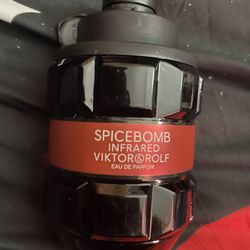 SPICEBOMB
INFRARED
VIKTOR&ROLF
EAU DE PARFUM